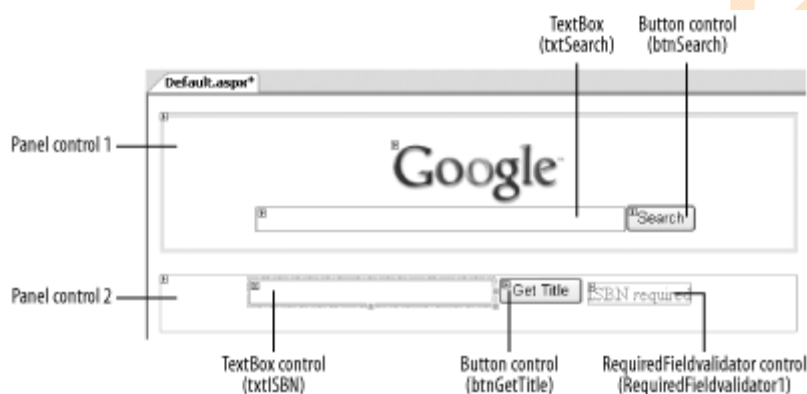 TextBox
(txtSearch)
Button control
(btnSearch)
Default.aspx*
Panel control 1
Google™
Search
Panel control 2
Get Title
ISBN required
TextBox control
(txtISBN)
Button control
(btnGetTitle)
RequiredFieldvalidator control
(RequiredFieldvalidator1)